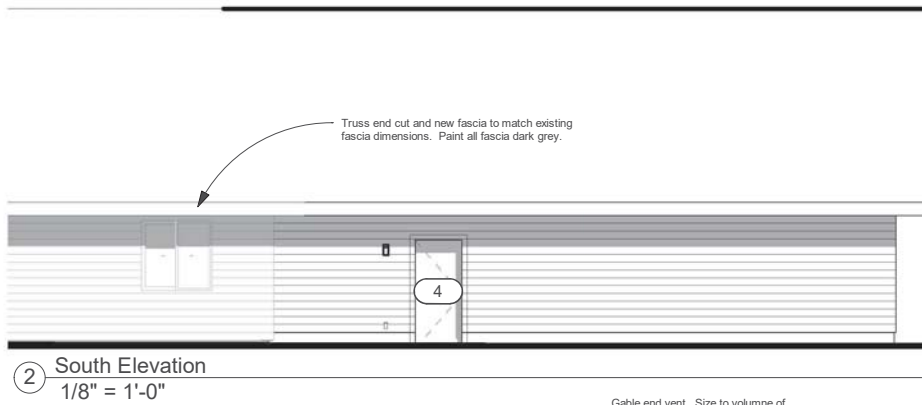 Truss end cut and new fascia to match existing
fascia dimensions. Paint all fascia dark grey.
4
2
South Elevation
1/8" = 1'-0"
Gable end vent. Size to volumne of